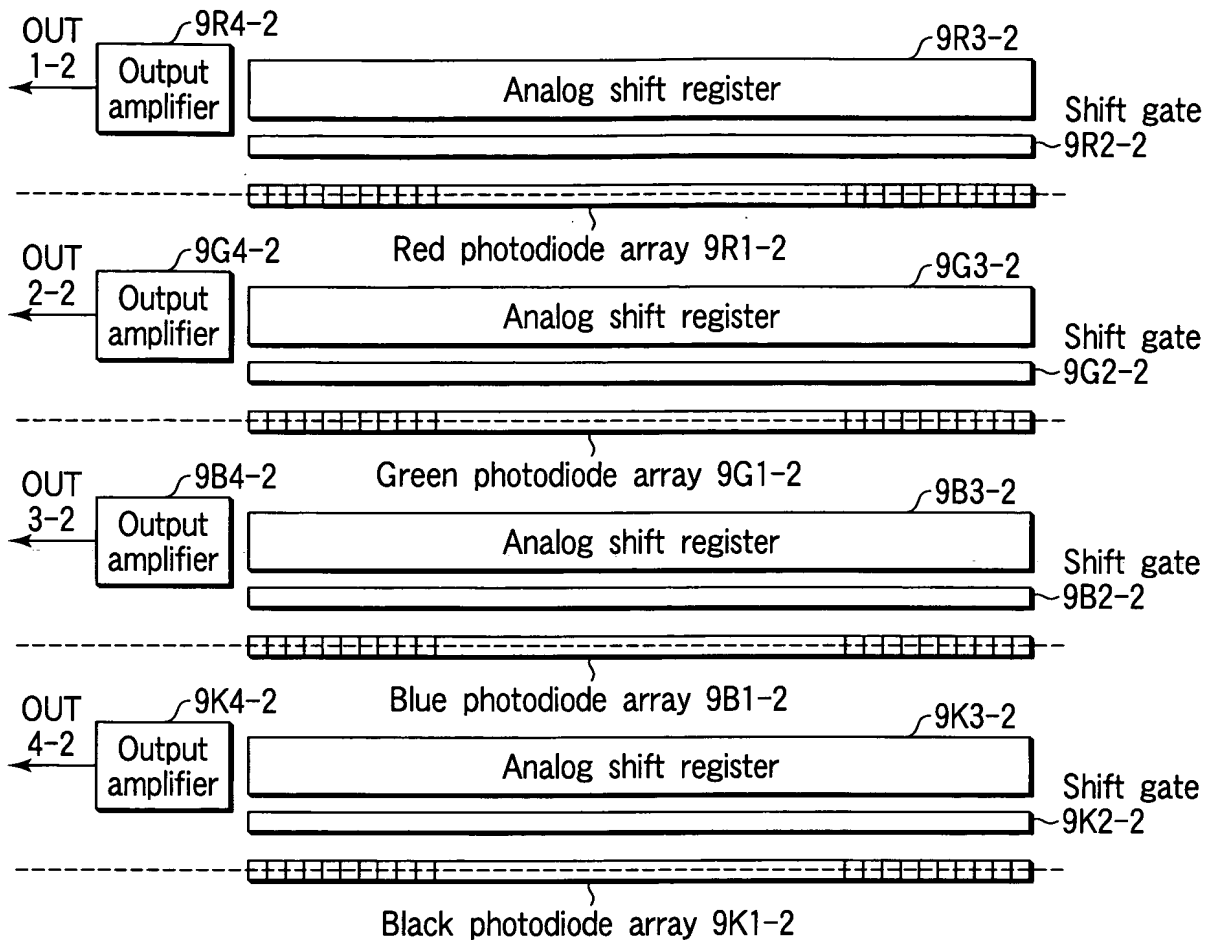 OUT
1-2
9R4-2
Output
amplifier
9R3-2
Analog shift register
Shift gate
9R2-2
Red photodiode array 9R1-2
OUT
2-2
9G4-2
Output
amplifier
9G3-2
Analog shift register
Shift gate
9G2-2
Green photodiode array 9G1-2
OUT
3-2
9B4-2
Output
amplifier
9B3-2
Analog shift register
Shift gate
9B2-2
Blue photodiode array 9B1-2
OUT
4-2
9K4-2
Output
amplifier
9K3-2
Analog shift register
Shift gate
9K2-2
Black photodiode array 9K1-2